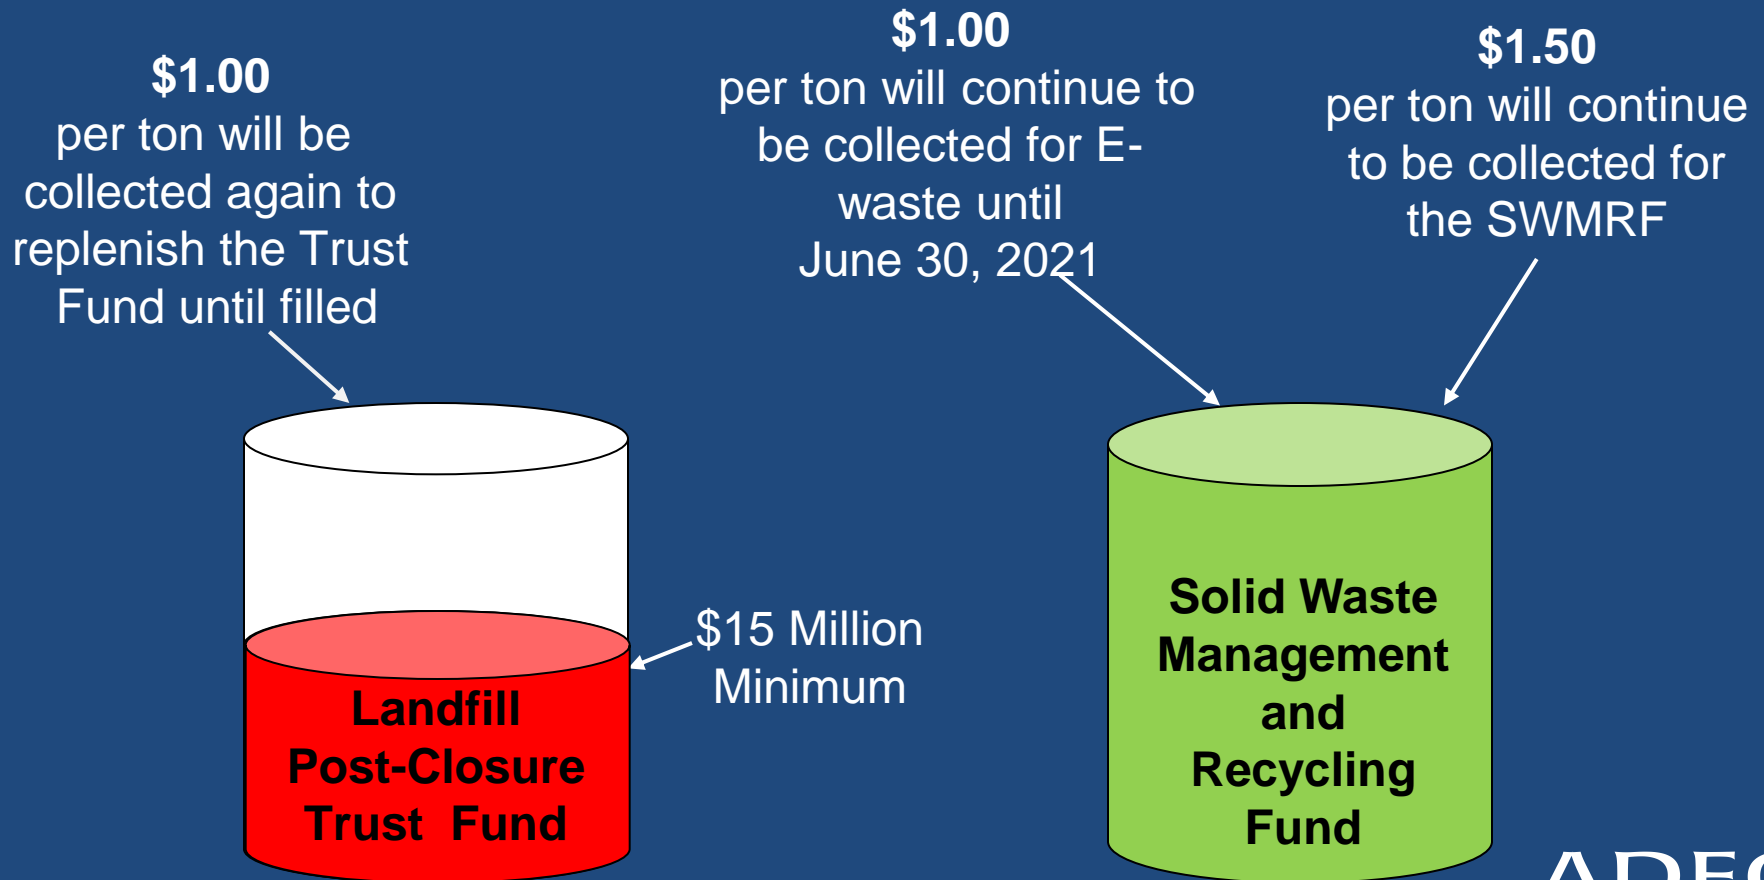 $1.00
per ton will be
collected again to
replenish the Trust
Fund until filled
$1.00
per ton will continue to
be collected for E-
waste until
June 30, 2021
$1.50
per ton will continue
to be collected for
the SWMRF
$15 Million
Minimum
Landfill
Post-Closure
Trust Fund
Solid Waste
Management
and
Recycling
Fund